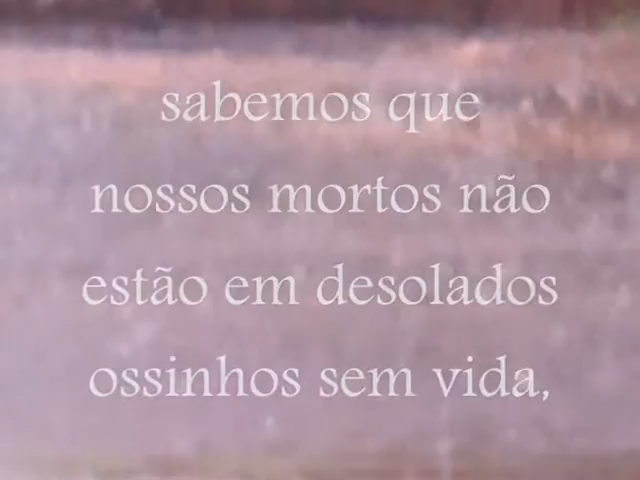 sabemos que
nossos mortos não
estão em desolados
ossinhos sem vida,